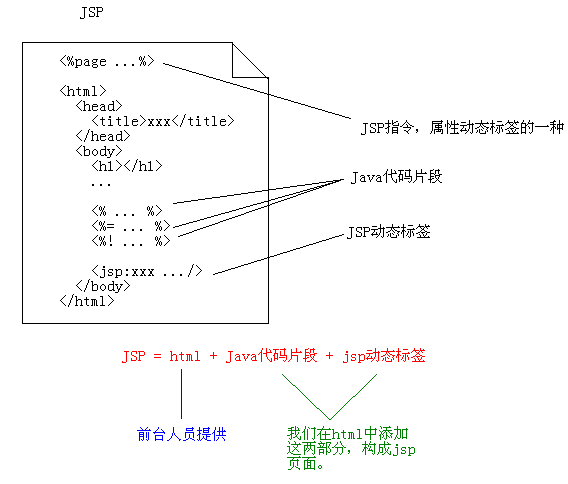 JSP
<%page ...%>
<html>
<head>
<title>xxx</title>
</head>
<body>
<h1></h1>
...
<% ... %>
<%= ... %>
<%! ... %>
<jsp:xxx .../>
</body>
</html>
JSP指令，属性动态标签的一种
Java代码片段
JSP动态标签
JSP = html + Java代码片段 + jsp动态标签
前台人员提供
我们在html中添加
这两部分，构成jsp
页面。